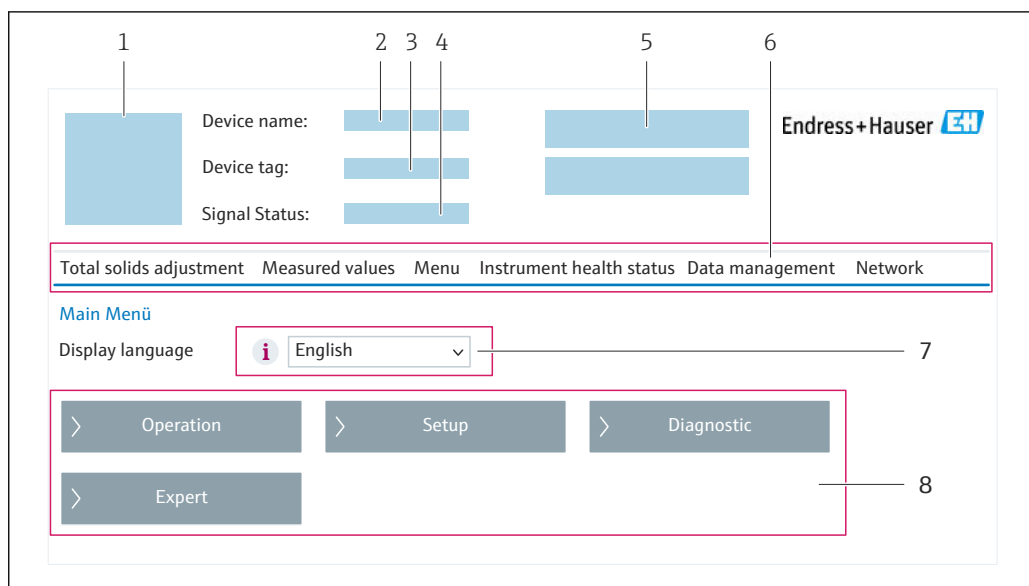 1 2 3 4 5 6
Device name:
Endress+Hauser EH
Device tag:
Signal Status:
Total solids adjustment Measured values Menu Instrument health status Data management Network
Main Menü
Display language i English 7
Operation Setup Diagnostic
Expert 8